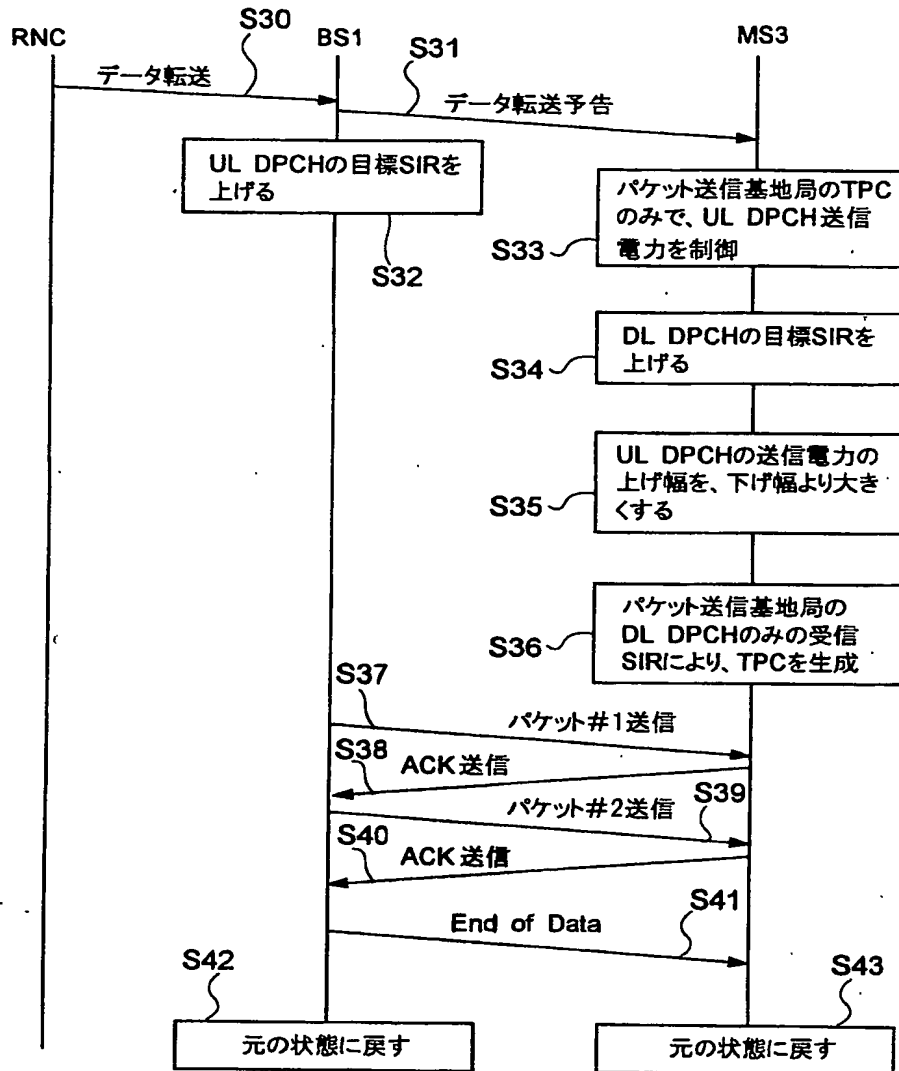 S30
RNC
BS1
S31
MS3
データ転送
データ転送予告
UL DPCHの目標SIRを
上げる
S32
パケット送信基地局のTPC
のみで、UL DPCH送信
電力を制御
S33
DL DPCHの目標SIRを
上げる
S34
UL DPCHの送信電力の
上げ幅を、下げ幅より大き
くする
S35
パケット送信基地局の
DL DPCHのみの受信
SIRにより、TPCを生成
S36
S37
パケット#1送信
S38
ACK送信
パケット#2送信
S39
S40
ACK送信
S41
End of Data
S42
S43
元の状態に戻す
元の状態に戻す